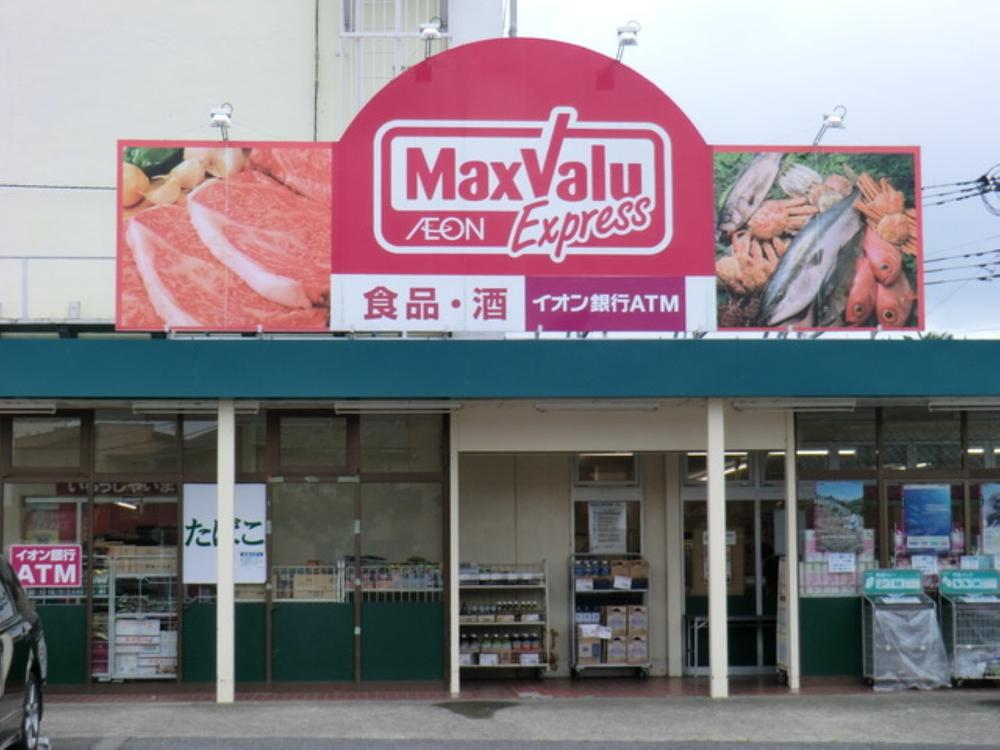 MaxValu
ÆON Express
食品・酒
イオン銀行ATM
いらっしゃいま
たばこ
イオン銀行
ATM